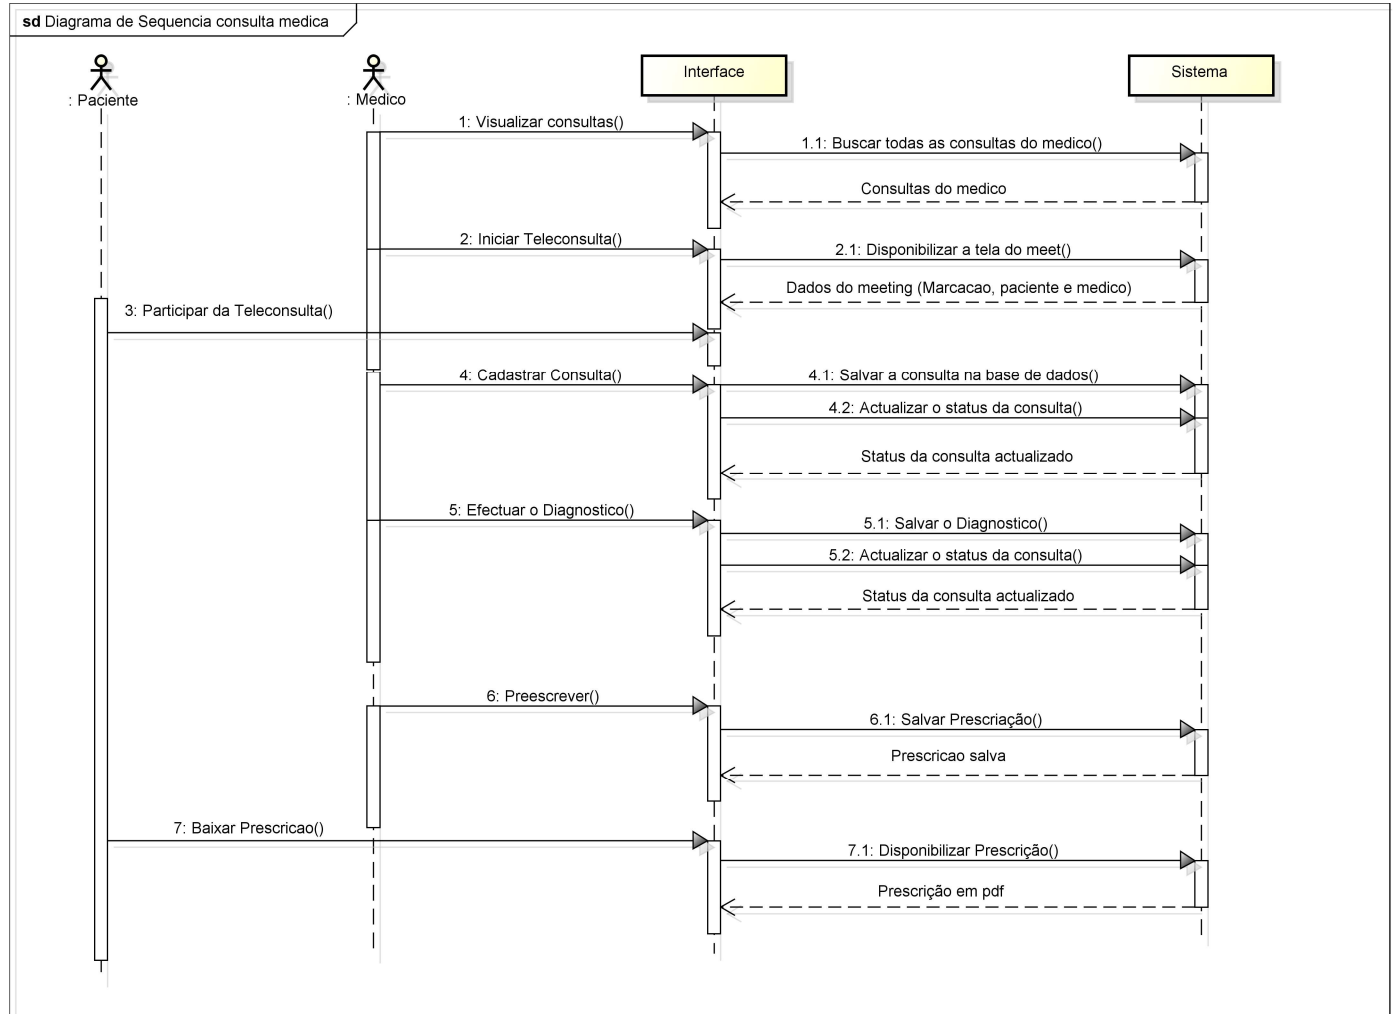 sd Diagrama de Sequencia consulta medica
: Paciente
: Medico
Interface
Sistema
1: Visualizar consultas()
1.1: Buscar todas as consultas do medico()
Consultas do medico
2: Iniciar Teleconsulta()
2.1: Disponibilizar a tela do meet()
Dados do meeting (Marcacao, paciente e medico)
3: Participar da Teleconsulta()
4: Cadastrar Consulta()
4.1: Salvar a consulta na base de dados()
4.2: Actualizar o status da consulta()
Status da consulta actualizado
5: Efectuar o Diagnostico()
5.1: Salvar o Diagnostico()
5.2: Actualizar o status da consulta()
Status da consulta actualizado
6: Preescrever()
6.1: Salvar Prescriação()
Prescricao salva
7: Baixar Prescricao()
7.1: Disponibilizar Prescrição()
Prescrição em pdf